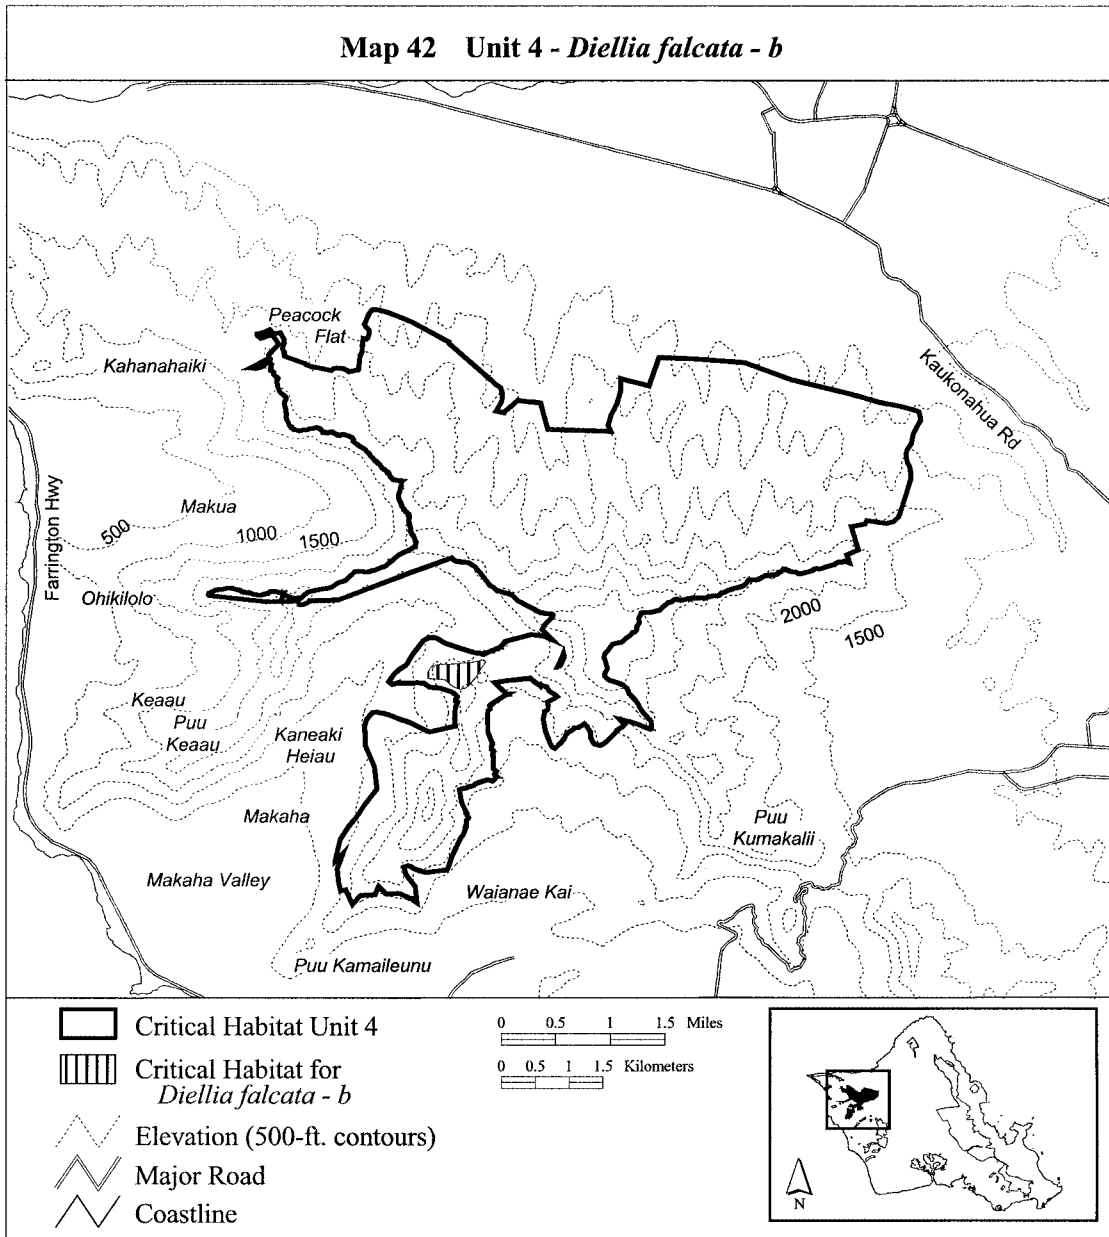 Map 42 Unit 4 - Diellia falcata - b
Peacock
Flat
Kahanahaiki
Kaukonahua Rd
Farrington Hwy
Makua
500
1000
1500
Ohikilolo
2000
1500
Keaau
Puu
Keaau
Kaneaki
Heiau
Makaha
Puu
Kumakalii
Makaha Valley
Waianae Kai
Puu Kamaileunu
Critical Habitat Unit 4
Critical Habitat for
Diellia falcata - b
Elevation (500-ft. contours)
Major Road
Coastline
0 0.5 1 1.5 Miles
0 0.5 1 1.5 Kilometers
N